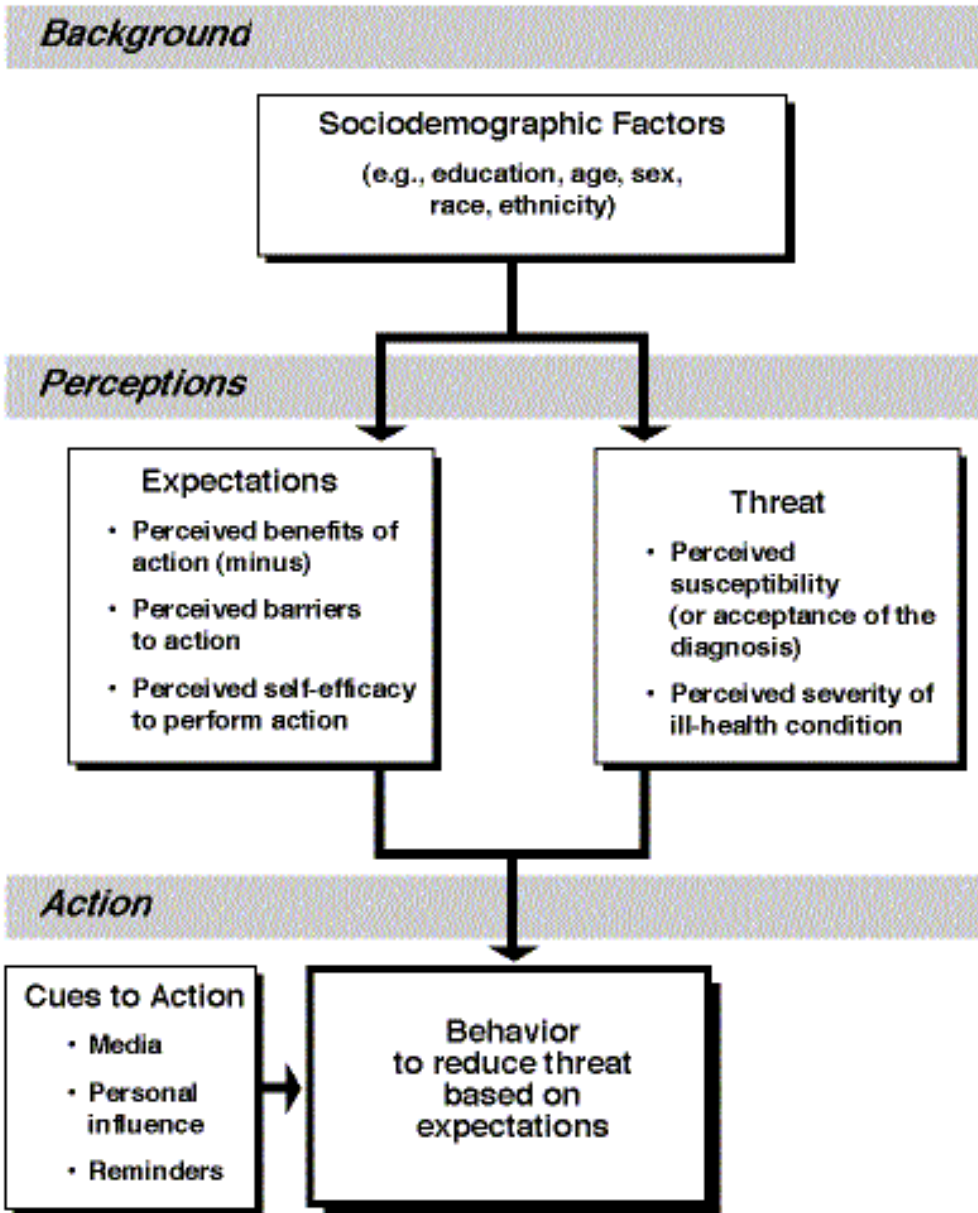 Background
Sociodemographic Factors
(e.g., education, age, sex,
race, ethnicity)
Perceptions
Expectations
• Perceived benefits of
action (minus)
• Perceived barriers
to action
• Perceived self-efficacy
to perform action
Threat
• Perceived
susceptibility
(or acceptance of the
diagnosis)
• Perceived severity of
ill-health condition
Action
Cues to Action
• Media
• Personal
influence
• Reminders
Behavior
to reduce threat
based on
expectations